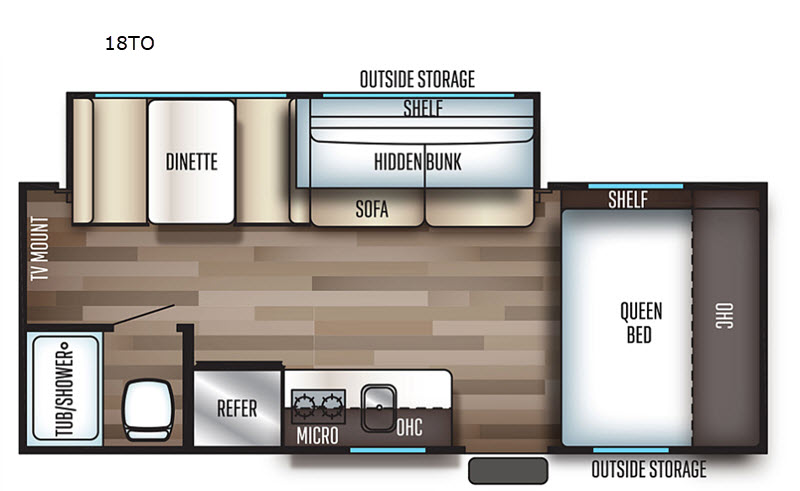 18TO
OUTSIDE STORAGE
SHELF
DINETTE
HIDDEN BUNK
SOFA
SHELF
TV MOUNT
QUEEN
BED
OHC
TUB/SHOWER
REFER
MICRO
OHC
OUTSIDE STORAGE